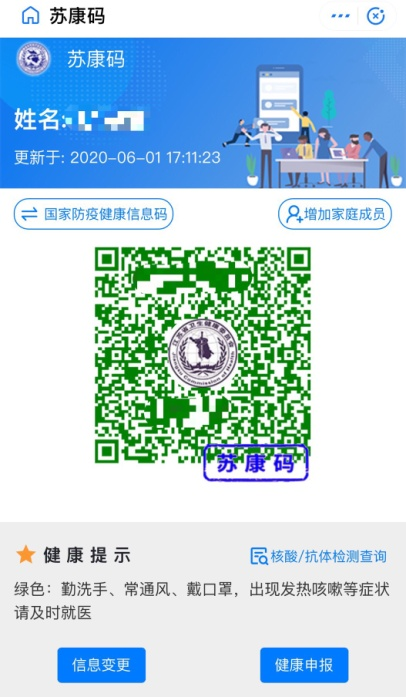 苏康码
苏康码
姓名:
更新于: 2020-06-01 17:11:23
国家防疫健康信息码
增加家庭成员
苏康码
健康提示
核酸/抗体检测查询
绿色：勤洗手、常通风、戴口罩，出现发热咳嗽等症状
请及时就医
信息变更
健康申报